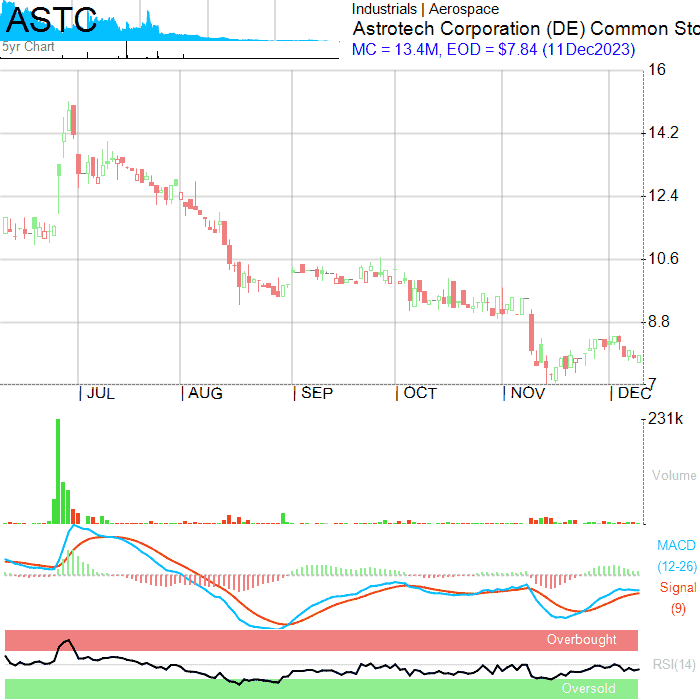 ASTC
5yr Chart
Industrials | Aerospace
Astrotech Corporation (DE) Common Sto
MC = 13.4M, EOD = $7.84 (11Dec2023)
16
14.2
12.4
10.6
8.8
7
JUL AUG SEP OCT NOV DEC
231k
Volume
MACD
(12-26)
Signal
(9)
Overbought
RSI(14)
Oversold